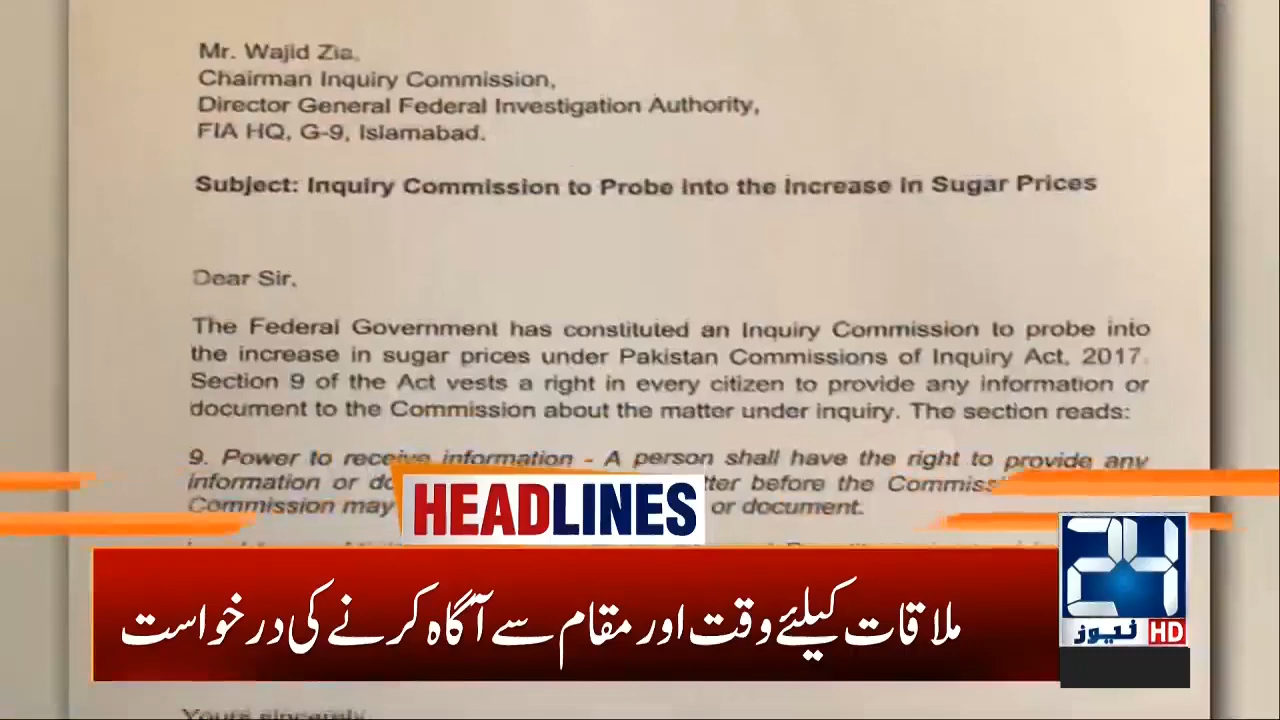 Mr. Wajid Zia,
Chairman Inquiry Commission,
Director General Federal Investigation Authority,
FIA HQ, G-9, Islamabad.
Subject: Inquiry Commission to Probe into the Increase in Sugar Prices
Dear Sir,
The Federal Government has constituted an Inquiry Commission to probe into
the increase in sugar prices under Pakistan Commissions of Inquiry Act, 2017.
Section 9 of the Act vests a right in every citizen to provide any information or
document to the Commission about the matter under inquiry. The section reads:
9. Power to receive information - A person shall have the right to provide any
information or before the
Commission may or document.
HEADLINES
ملاقات کیلئے وقت اور مقام سے آگاہ کرنے کی درخواست
24
نیوز HD
Yours sincerely,